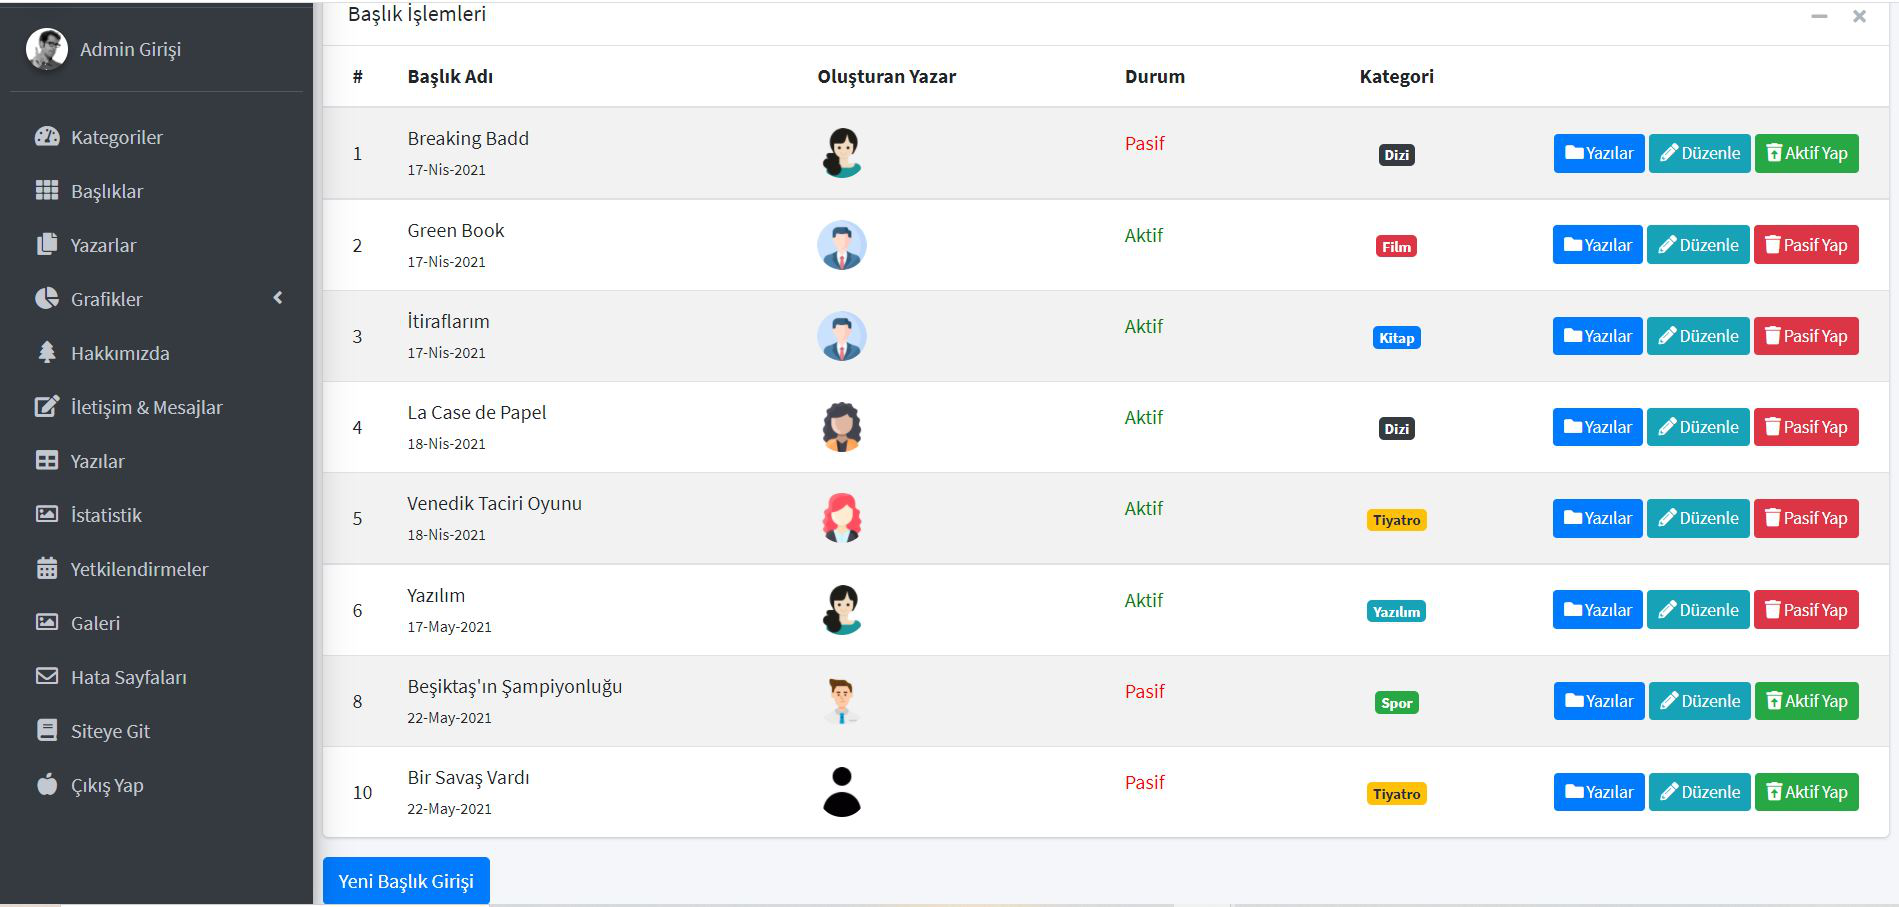 Başlık İşlemleri
Admin Girişi
Kategoriler
Başlıklar
Yazarlar
Grafikler
Hakkımızda
İletişim & Mesajlar
Yazılar
İstatistik
Yetkilendirmeler
Galeri
Hata Sayfaları
Siteye Git
Çıkış Yap
# Başlık Adı Oluşturan Yazar Durum Kategori
1 Breaking Badd Pasif Dizi Yazılar Düzenle Aktif Yap
17-Nis-2021
2 Green Book Aktif Film Yazılar Düzenle Pasif Yap
17-Nis-2021
3 İtiraflarım Aktif Kitap Yazılar Düzenle Pasif Yap
17-Nis-2021
4 La Case de Papel Aktif Dizi Yazılar Düzenle Pasif Yap
18-Nis-2021
5 Venedik Taciri Oyunu Aktif Tiyatro Yazılar Düzenle Pasif Yap
18-Nis-2021
6 Yazılım Aktif Yazılım Yazılar Düzenle Pasif Yap
17-May-2021
8 Beşiktaş'ın Şampiyonluğu Pasif Spor Yazılar Düzenle Aktif Yap
22-May-2021
10 Bir Savaş Vardı Pasif Tiyatro Yazılar Düzenle Aktif Yap
22-May-2021
Yeni Başlık Girişi